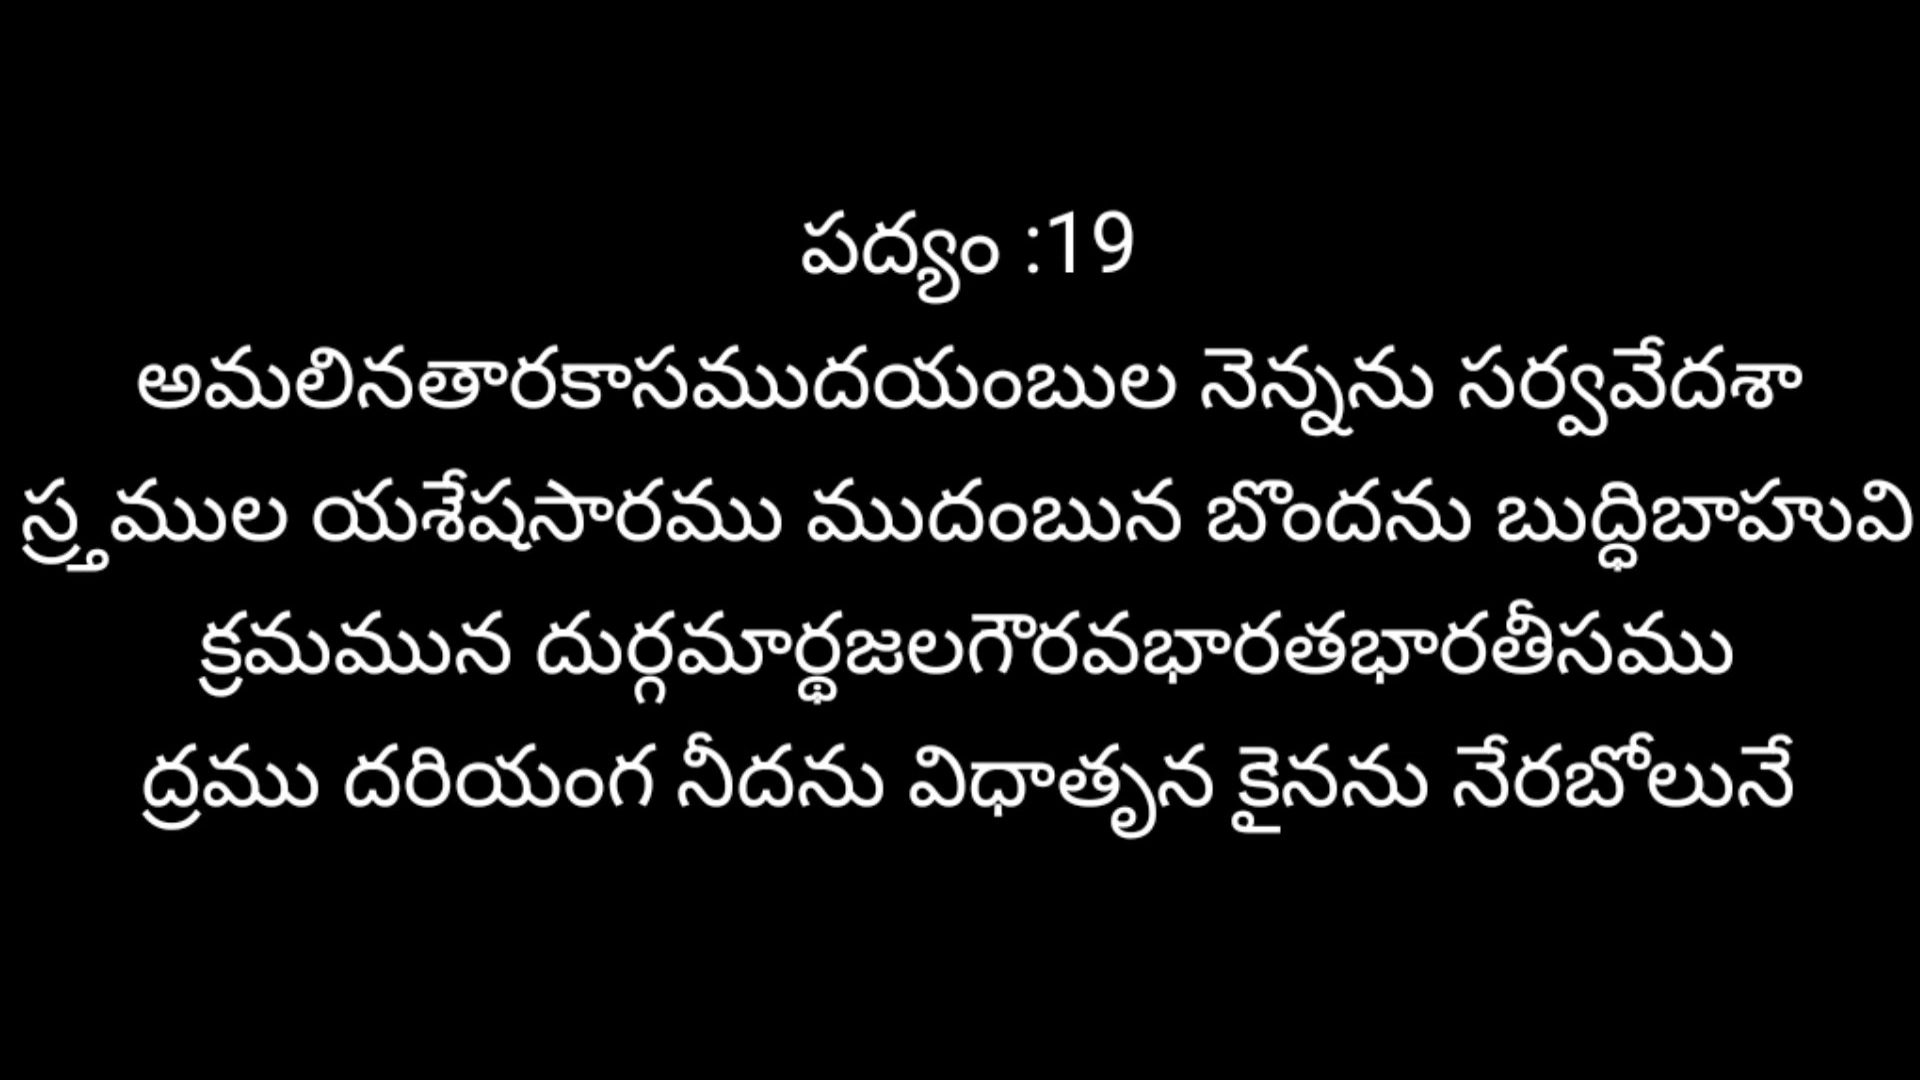 పద్యం :19
అమలినతారకాసముదయంబుల నెన్నను సర్వవేదశా
స్త్రముల యశేషసారము ముదంబున బొందను బుద్ధిబాహువి
క్రమమున దుర్గమార్థజలగౌరవభారతభారతీసము
ద్రము దరియంగ నీదను విధాతృన కైనను నేరబోలునే